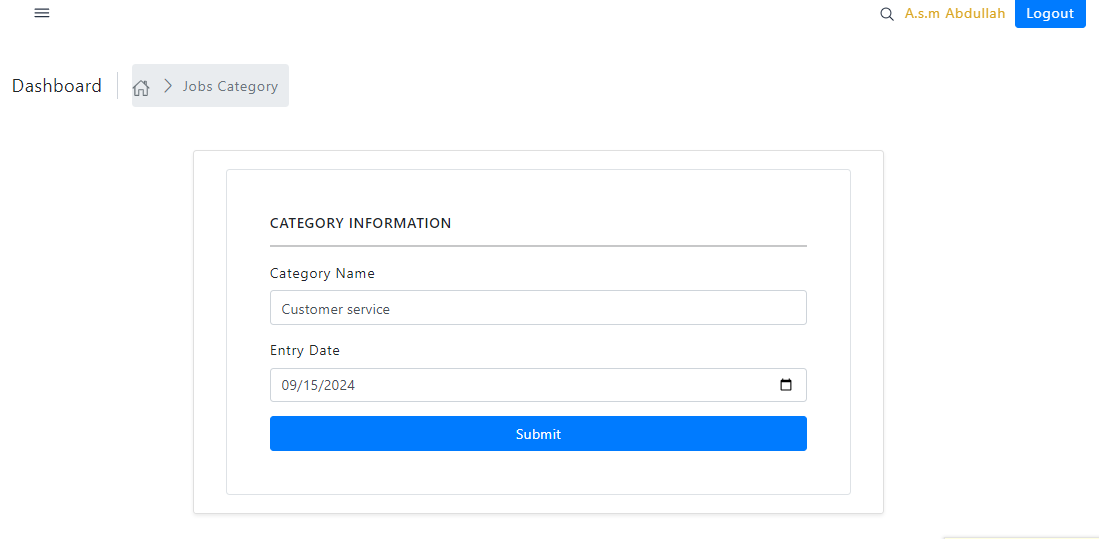 A.s.m Abdullah Logout
Dashboard Jobs Category
CATEGORY INFORMATION
Category Name
Customer service
Entry Date
09/15/2024
Submit